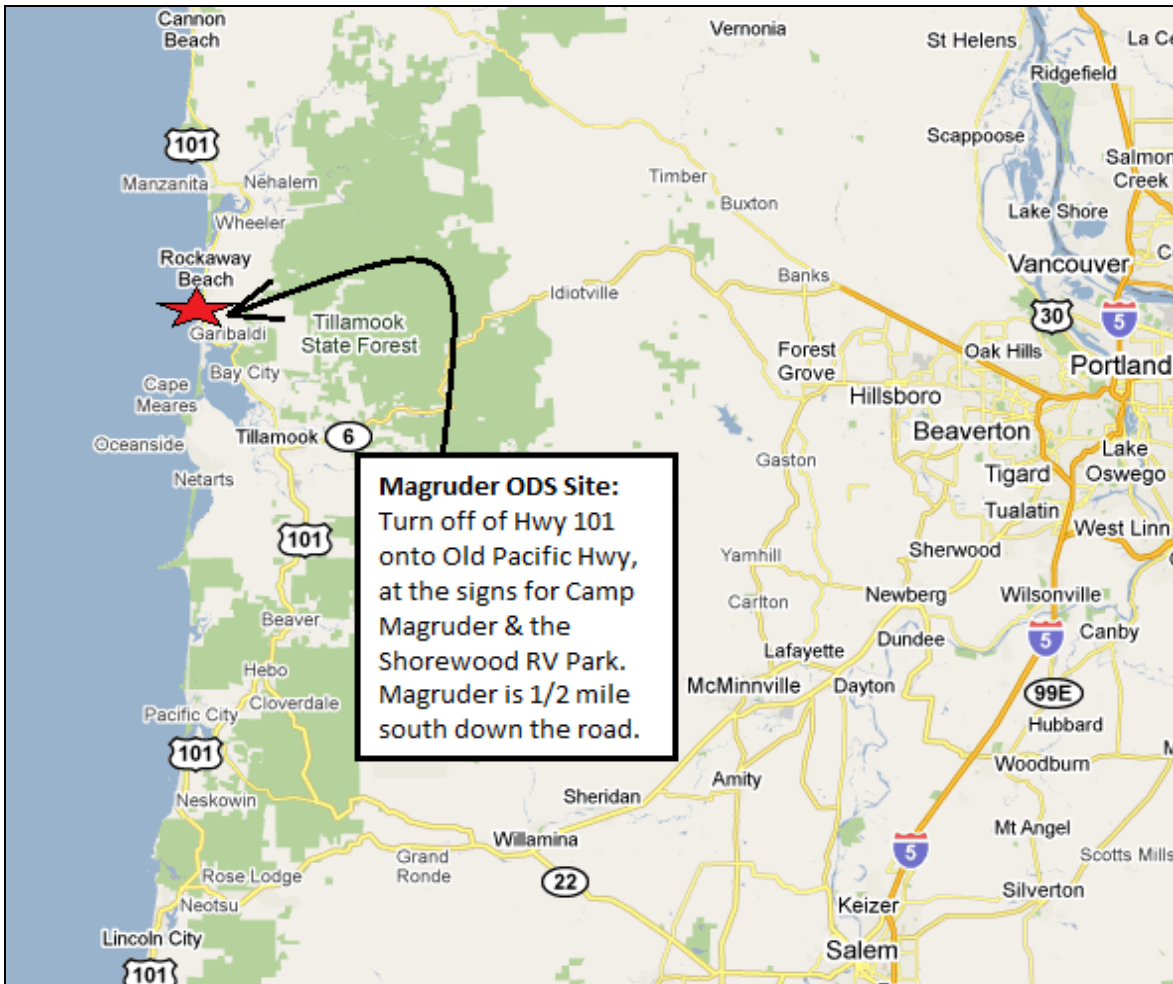 Cannon
Beach
Vernonia
St Helens
La Ce
Ridgefield
101
Scappoose
Salmon
Creek
Manzanita
Nehalem
Timber
Buxton
Lake Shore
Wheeler
Rockaway
Beach
Vancouver
Banks
Idiotville
30
5
Garibaldi
Tillamook
State Forest
Forest
Grove
Oak Hills
Portland
Bay City
Cape
Meares
Hillsboro
Beaverton
Oceanside
Tillamook
6
Lake
Oswego
Gaston
Tigard
Netarts
Tualatin
West Linn
101
Magruder ODS Site:
Turn off of Hwy 101
onto Old Pacific Hwy,
at the signs for Camp
Magruder & the
Shorewood RV Park.
Magruder is 1/2 mile
south down the road.
Yamhill
Sherwood
Carlton
Newberg
Wilsonville
Beaver
Dundee
5
Canby
Lafayette
Hebo
McMinnville
Dayton
99E
Cloverdale
Pacific City
Hubbard
101
Woodburn
Amity
Neskowin
Sheridan
Mt Angel
Willamina
5
Scotts Mills
Grand
Ronde
Rose Lodge
22
Silverton
Neotsu
Keizer
Lincoln City
Salem
101